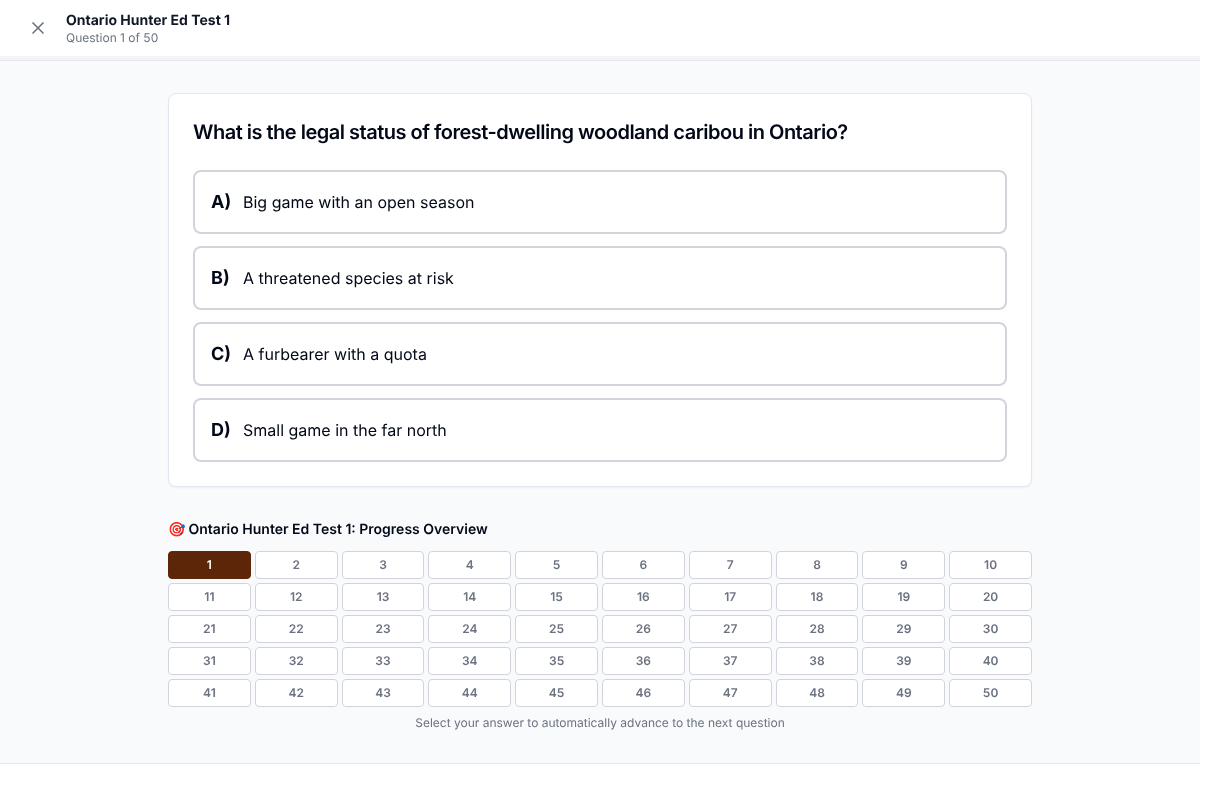 Ontario Hunter Ed Test 1
Question 1 of 50
What is the legal status of forest-dwelling woodland caribou in Ontario?
A) Big game with an open season
B) A threatened species at risk
C) A furbearer with a quota
D) Small game in the far north
🎯 Ontario Hunter Ed Test 1: Progress Overview
1 2 3 4 5 6 7 8 9 10
11 12 13 14 15 16 17 18 19 20
21 22 23 24 25 26 27 28 29 30
31 32 33 34 35 36 37 38 39 40
41 42 43 44 45 46 47 48 49 50
Select your answer to automatically advance to the next question